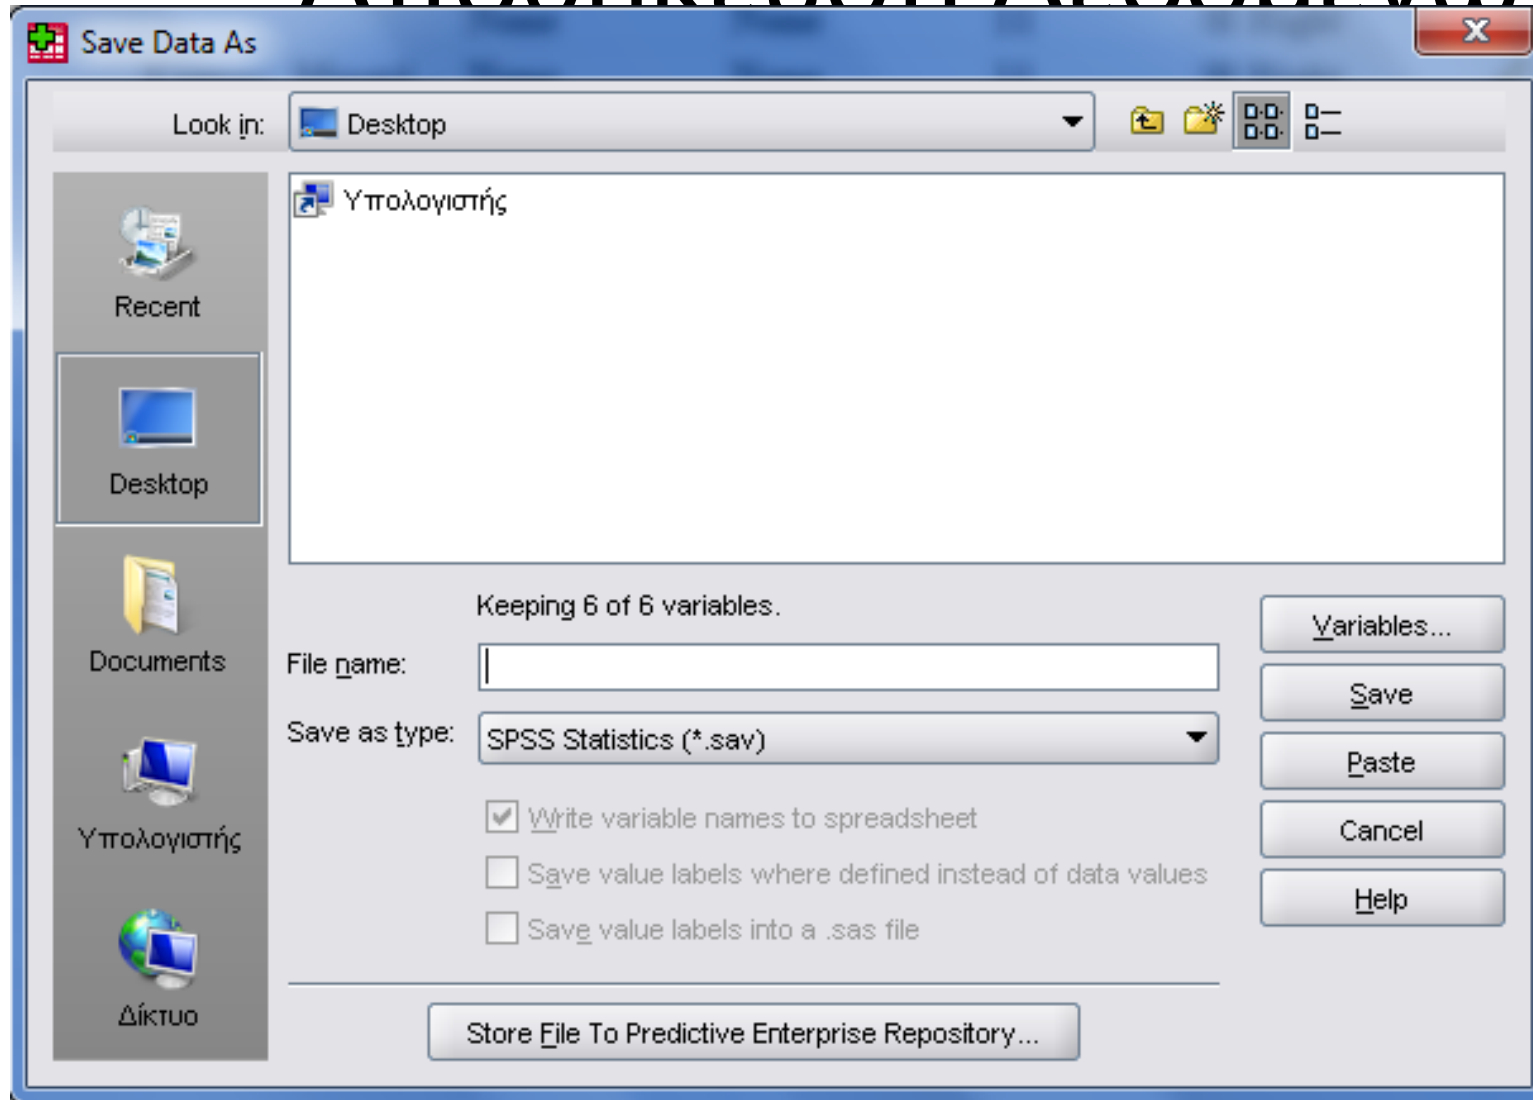 Save Data As
Look in:
Desktop
Υπολογιστής
Recent
Desktop
Documents
Υπολογιστής
Δίκτυο
Keeping 6 of 6 variables.
File name:
Save as type:
SPSS Statistics (*.sav)
Write variable names to spreadsheet
Save value labels where defined instead of data values
Save value labels into a .sas file
Variables...
Save
Paste
Cancel
Help
Store File To Predictive Enterprise Repository...